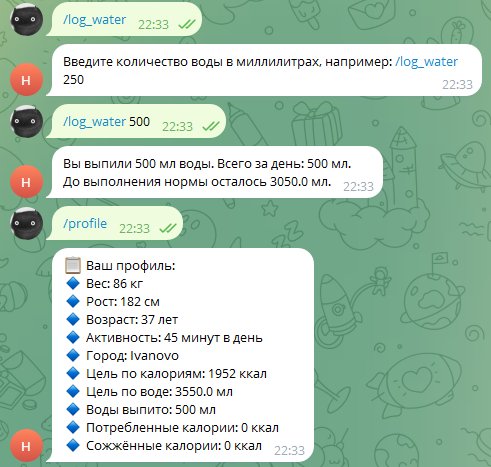 /log_water 22:33
Введите количество воды в миллилитрах, например: /log_water
250
22:33
/log_water 500 22:33
Вы выпили 500 мл воды. Всего за день: 500 мл.
До выполнения нормы осталось 3050.0 мл. 22:33
/profile 22:33
Ваш профиль:
Вес: 86 кг
Рост: 182 см
Возраст: 37 лет
Активность: 45 минут в день
Город: Ivanovo
Цель по калориям: 1952 ккал
Цель по воде: 3550.0 мл
Воды выпито: 500 мл
Потребленные калории: 0 ккал
Сожжённые калории: 0 ккал 22:33
Н
Н
Н